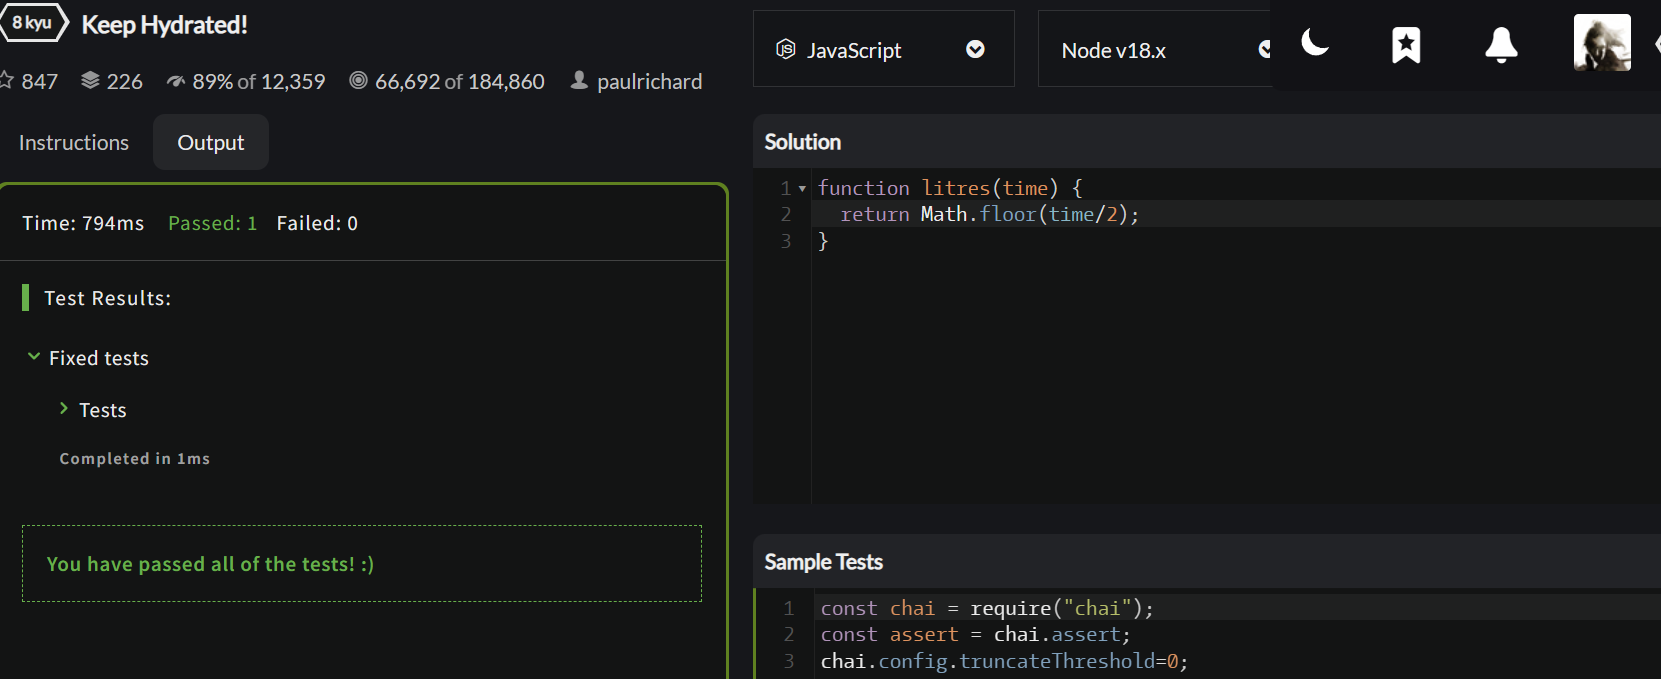 8 kyu Keep Hydrated!
847 226 89% of 12,359 66,692 of 184,860 paulrichard
Instructions Output
Time: 794ms Passed: 1 Failed: 0
Test Results:
Fixed tests
Tests
Completed in 1ms
You have passed all of the tests! :)
JS JavaScript Node v18.x
Solution
1 function litres(time) {
2 return Math.floor(time/2);
3 }
Sample Tests
1 const chai = require("chai");
2 const assert = chai.assert;
3 chai.config.truncateThreshold=0;